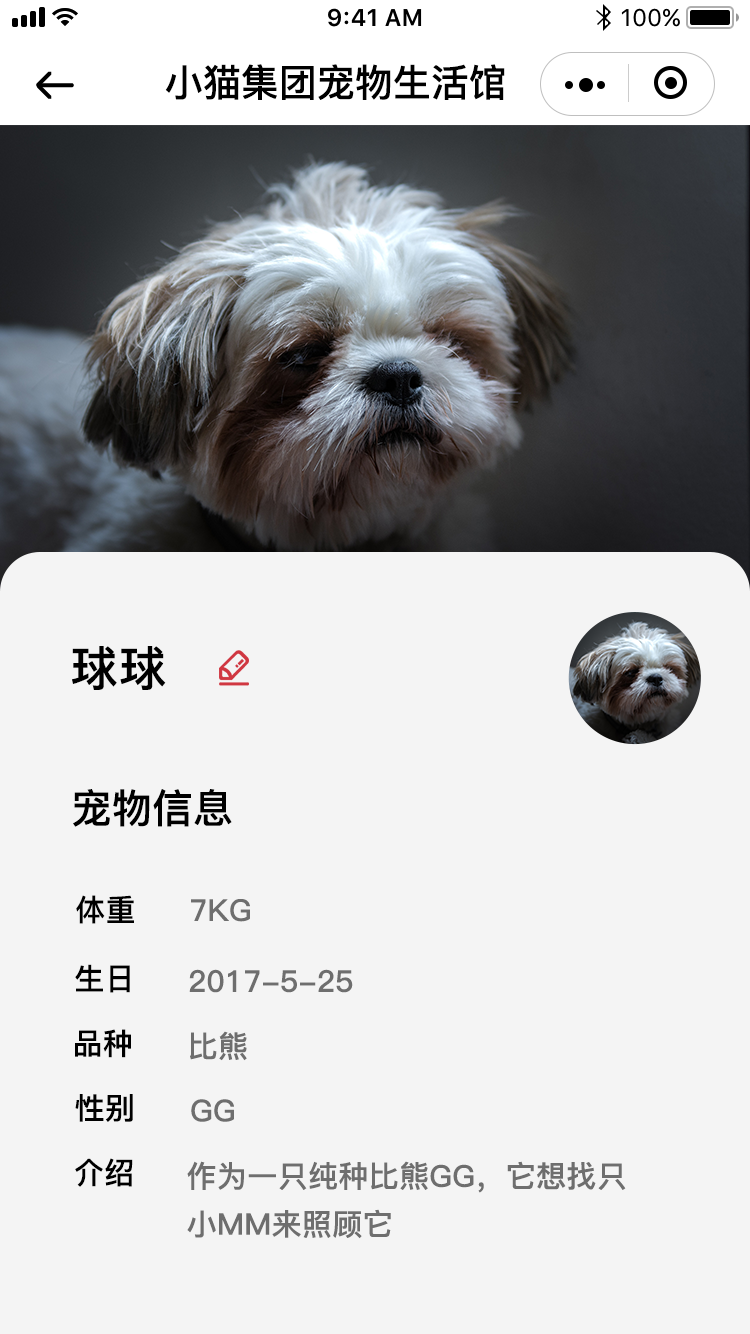 9:41 AM
100%
小猫集团宠物生活馆
球球
宠物信息
体重 7KG
生日 2017-5-25
品种 比熊
性别 GG
介绍 作为一只纯种比熊GG，它想找只
小MM来照顾它